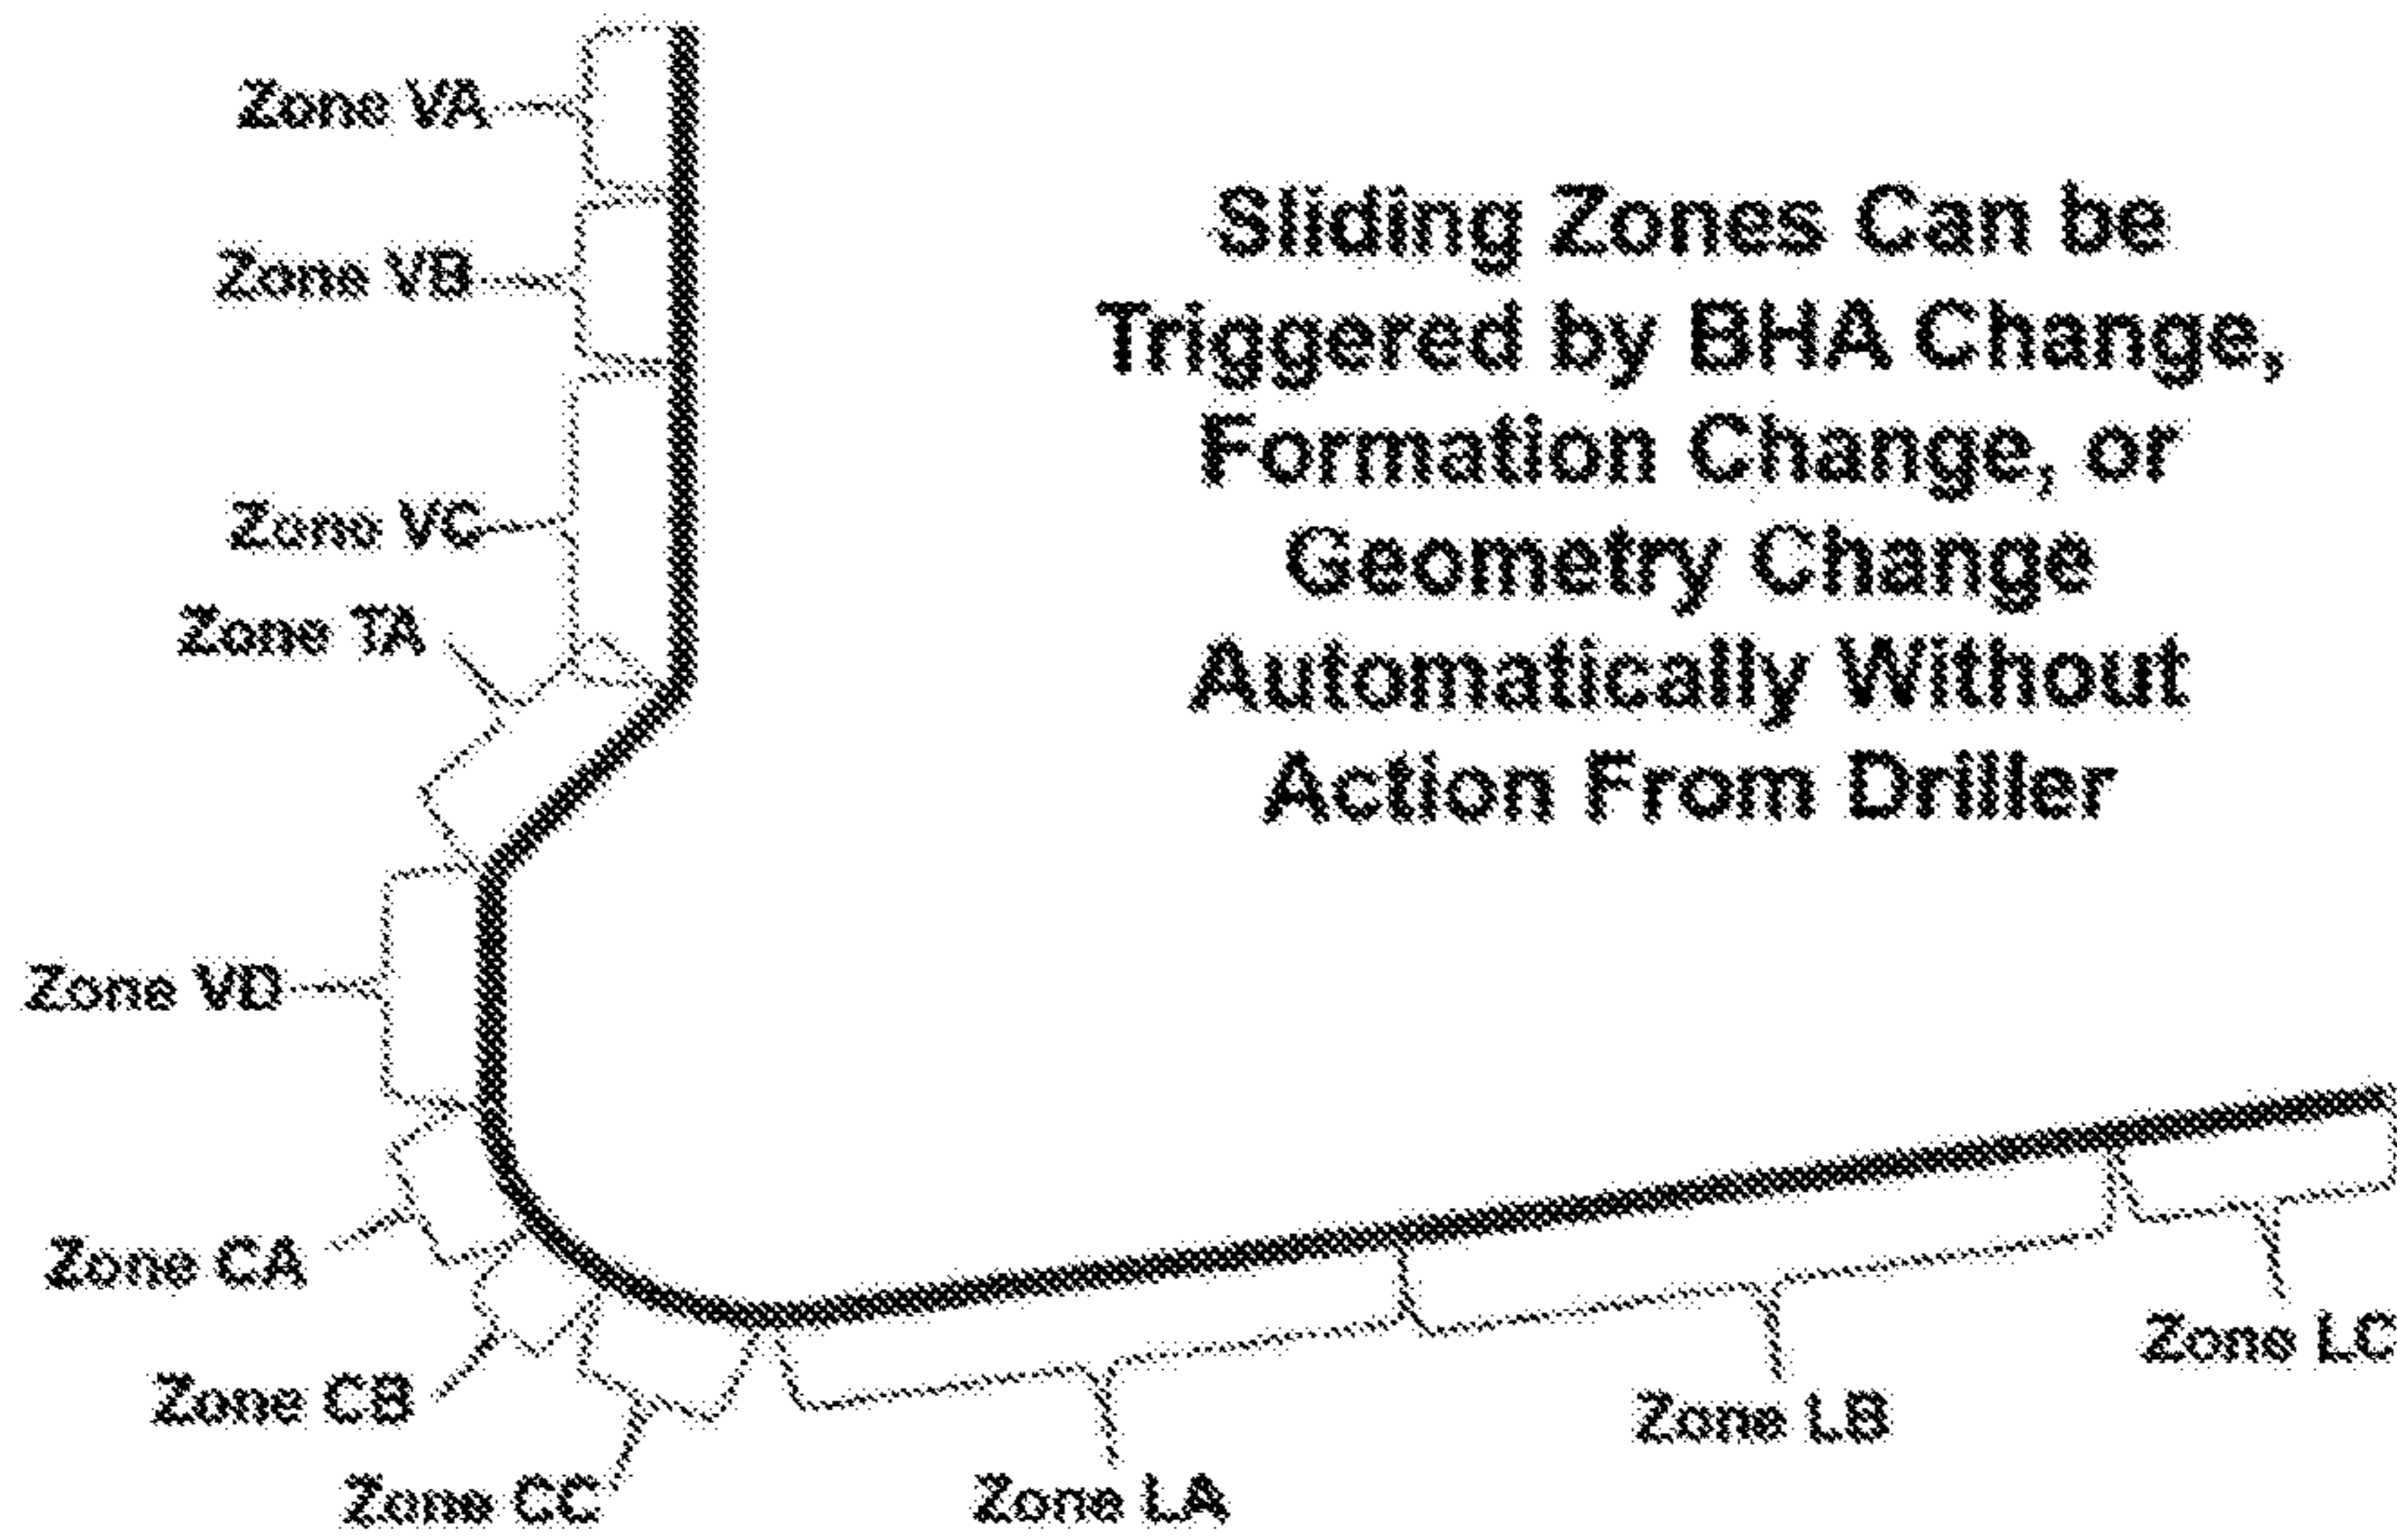 Zone VA
Zone VB
Zone VC
Zone TA
Zone VD
Zone CA
Zone CB
Zone CC
Zone LA
Zone LB
Zone LC
Sliding Zones Can be
Triggered by BHA Change,
Formation Change, or
Geometry Change
Automatically Without
Action From Driller